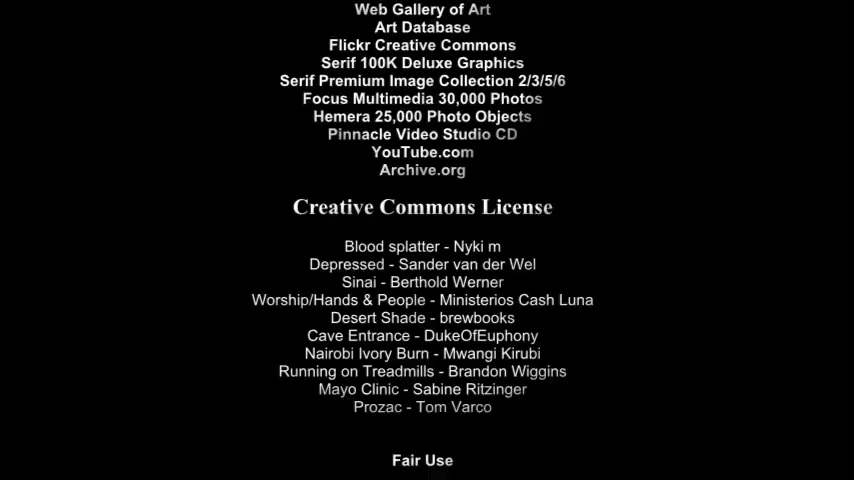 Web Gallery of Art
Art Database
Flickr Creative Commons
Serif 100K Deluxe Graphics
Serif Premium Image Collection 2/3/5/6
Focus Multimedia 30,000 Photos
Hemera 25,000 Photo Objects
Pinnacle Video Studio CD
YouTube.com
Archive.org
Creative Commons License
Blood splatter - Nyki m
Depressed - Sander van der Wel
Sinai - Berthold Werner
Worship/Hands & People - Ministerios Cash Luna
Desert Shade - brewbooks
Cave Entrance - DukeOfEuphony
Nairobi Ivory Burn - Mwangi Kirubi
Running on Treadmills - Brandon Wiggins
Mayo Clinic - Sabine Ritzinger
Prozac - Tom Varco
Fair Use